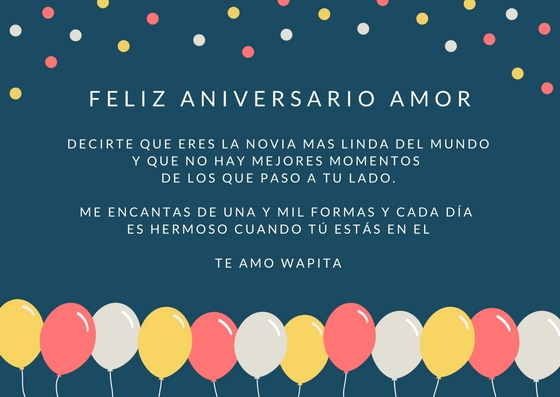 FELIZ ANIVERSARIO AMOR
DECIRTE QUE ERES LA NOVIA MAS LINDA DEL MUNDO
Y QUE NO HAY MEJORES MOMENTOS
DE LOS QUE PASO A TU LADO.
ME ENCANTAS DE UNA Y MIL FORMAS Y CADA DÍA
ES HERMOSO CUANDO TÚ ESTÁS EN EL
TE AMO WAPITA